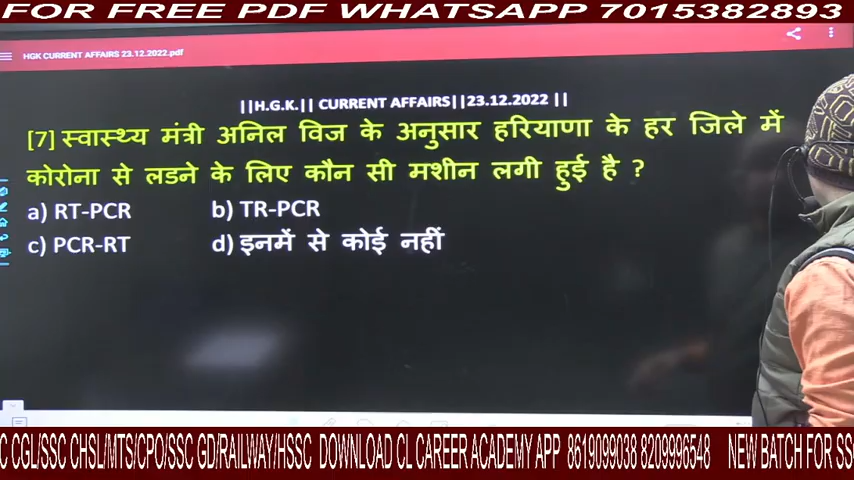 FOR FREE PDF WHATSAPP 7015382893
HGK CURRENT AFFAIRS 23.12.2022.pdf
||H.G.K.|| CURRENT AFFAIRS||23.12.2022 ||
[7] स्वास्थ्य मंत्री अनिल विज के अनुसार हरियाणा के हर जिले में
कोरोना से लडने के लिए कौन सी मशीन लगी हुई है ?
a) RT-PCR b) TR-PCR
c) PCR-RT d) इनमें से कोई नहीं
C CGL/SSC CHSL/MTS/CPO/SSC GD/RAILWAY/HSSC DOWNLOAD CL CAREER ACADEMY APP 8619099038 8209996548 NEW BATCH FOR SS